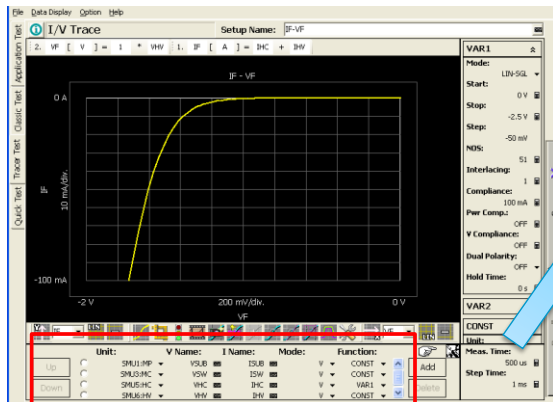 File Data Display Option Help
I/V Trace
Setup Name: IF-VF
2. VF [ V ] = 1 * VHV 1. IF [ A ] = IHC + IHV
Application Test
Classic Test
Tracer Test
Quick Test
IF - VF
0 A
IF
10 mA/div.
-100 mA
-2 V
200 mV/div.
0 V
VF
VAR1
Mode:
LIN-SGL
Start:
0 V
Stop:
-2.5 V
Step:
-50 mV
NOS:
51
Interlacing:
1
Compliance:
100 mA
Pwr Comp.:
OFF
V Compliance:
OFF
Dual Polarity:
OFF
Hold Time:
0 s
VAR2
CONST
Unit:
Meas. Time:
500 us
Step Time:
1 ms
IF
VF
Unit: V Name: I Name: Mode: Function:
Up
Down
SMU1:MP VSUB ISUB V CONST
SMU3:MC VSW ISW V CONST
SMU5:HC VHC IHC V VAR1
SMU6:HV VHV IHV V CONST
Add
Delete